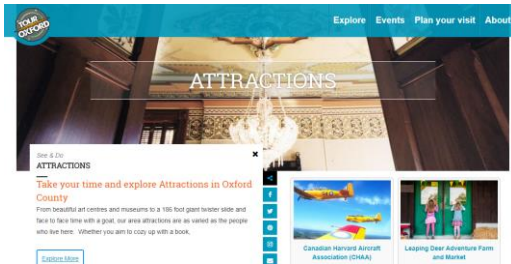 TOUR
OXFORD
Explore Events Plan your visit About
ATTRACTIONS
See & Do
ATTRACTIONS
Take your time and explore Attractions in Oxford
County
From beautiful art centres and museums to a 186 foot giant twister slide and
face to face time with a goat, our area attractions are as varied as the people
who live here. Whether you aim to cozy up with a book,
Explore More
Canadian Harvard Aircraft
Association (CHAA)
Leaping Deer Adventure Farm
and Market